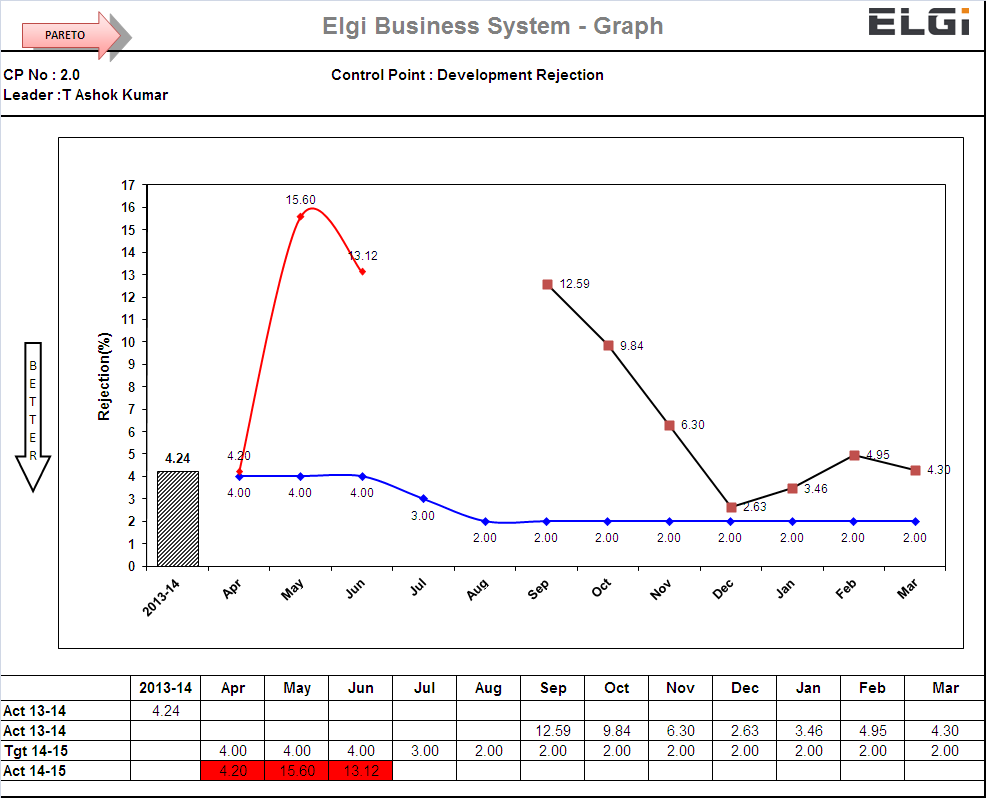 PARETO
Elgi Business System - Graph
ELGi
CP No : 2.0
Control Point : Development Rejection
Leader :T Ashok Kumar
BETTER
Rejection(%)
17
16
15
14
13
12
11
10
9
8
7
6
5
4
3
2
1
0
4.24
4.20
15.60
13.12
12.59
9.84
6.30
2.63
3.46
4.95
4.30
4.00
4.00
4.00
3.00
2.00
2.00
2.00
2.00
2.00
2.00
2.00
2.00
2013-14 Apr May Jun Jul Aug Sep Oct Nov Dec Jan Feb Mar
2013-14 Apr May Jun Jul Aug Sep Oct Nov Dec Jan Feb Mar
Act 13-14 4.24
Act 13-14 12.59 9.84 6.30 2.63 3.46 4.95 4.30
Tgt 14-15 4.00 4.00 4.00 3.00 2.00 2.00 2.00 2.00 2.00 2.00 2.00 2.00
Act 14-15 4.20 15.60 13.12